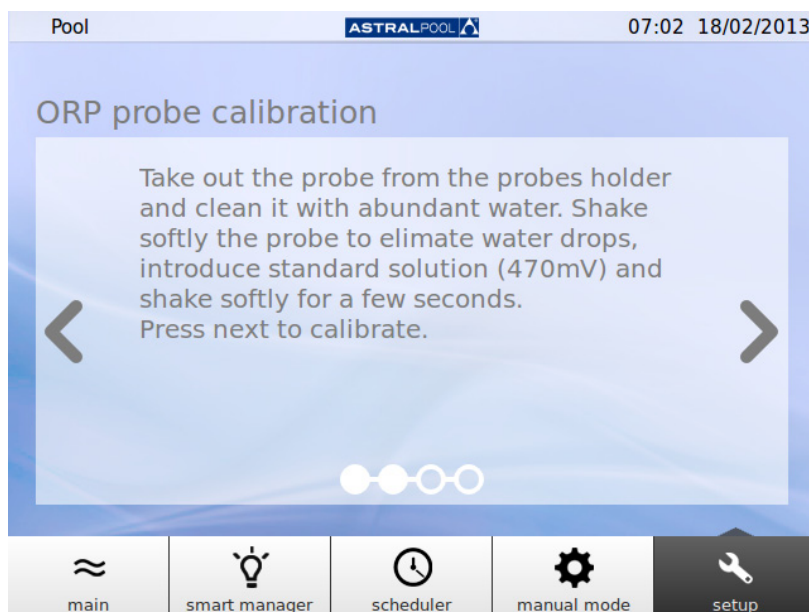 Pool ASTRALPOOL 07:02 18/02/2013
ORP probe calibration
Take out the probe from the probes holder
and clean it with abundant water. Shake
softly the probe to elimate water drops,
introduce standard solution (470mV) and
shake softly for a few seconds.
Press next to calibrate.
main smart manager scheduler manual mode setup